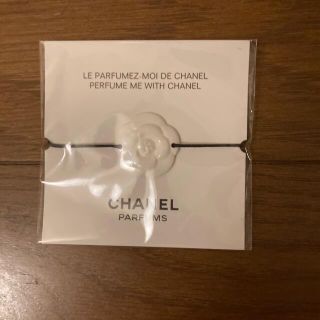 LE PARFUMEZ-MOI DE CHANEL
PERFUME ME WITH CHANEL
CHANEL
PARFUMS